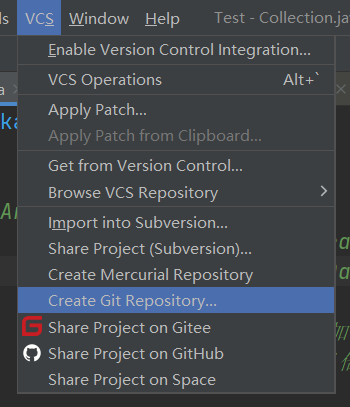 VCS Window Help Test - Collection.ja
Enable Version Control Integration...
VCS Operations Alt+`
Apply Patch...
Apply Patch from Clipboard...
Get from Version Control...
Browse VCS Repository
Import into Subversion...
Share Project (Subversion)...
Create Mercurial Repository
Create Git Repository...
Share Project on Gitee
Share Project on GitHub
Share Project on Space